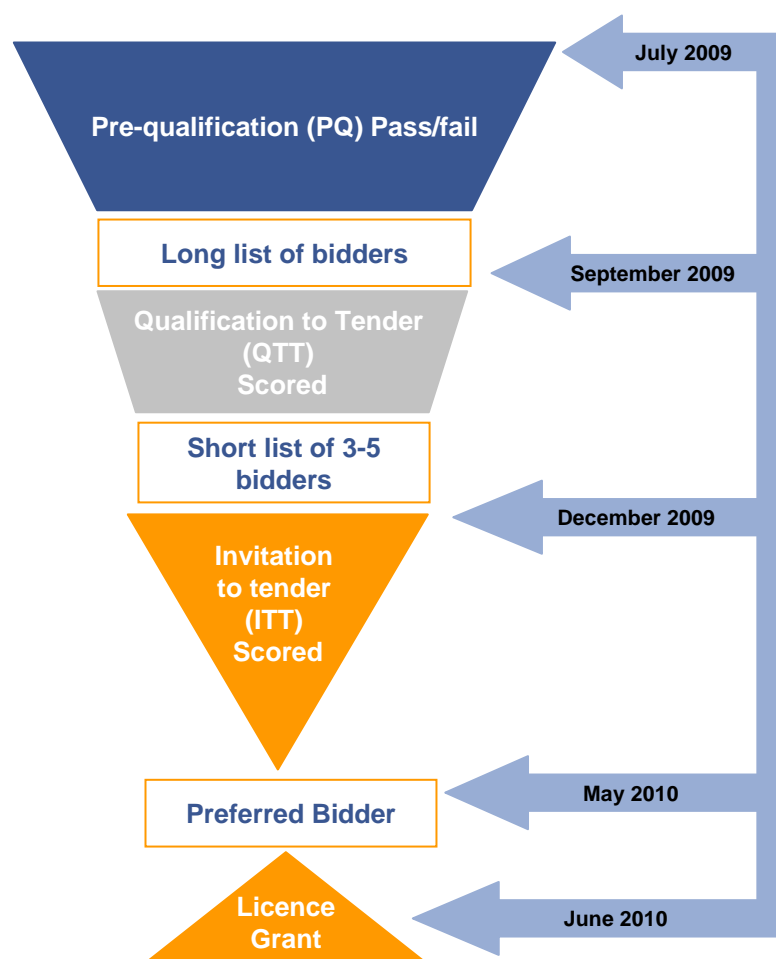 July 2009
Pre-qualification (PQ) Pass/fail
Long list of bidders
September 2009
Qualification to Tender
(QTT)
Scored
Short list of 3-5
bidders
December 2009
Invitation
to tender
(ITT)
Scored
May 2010
Preferred Bidder
Licence
Grant
June 2010